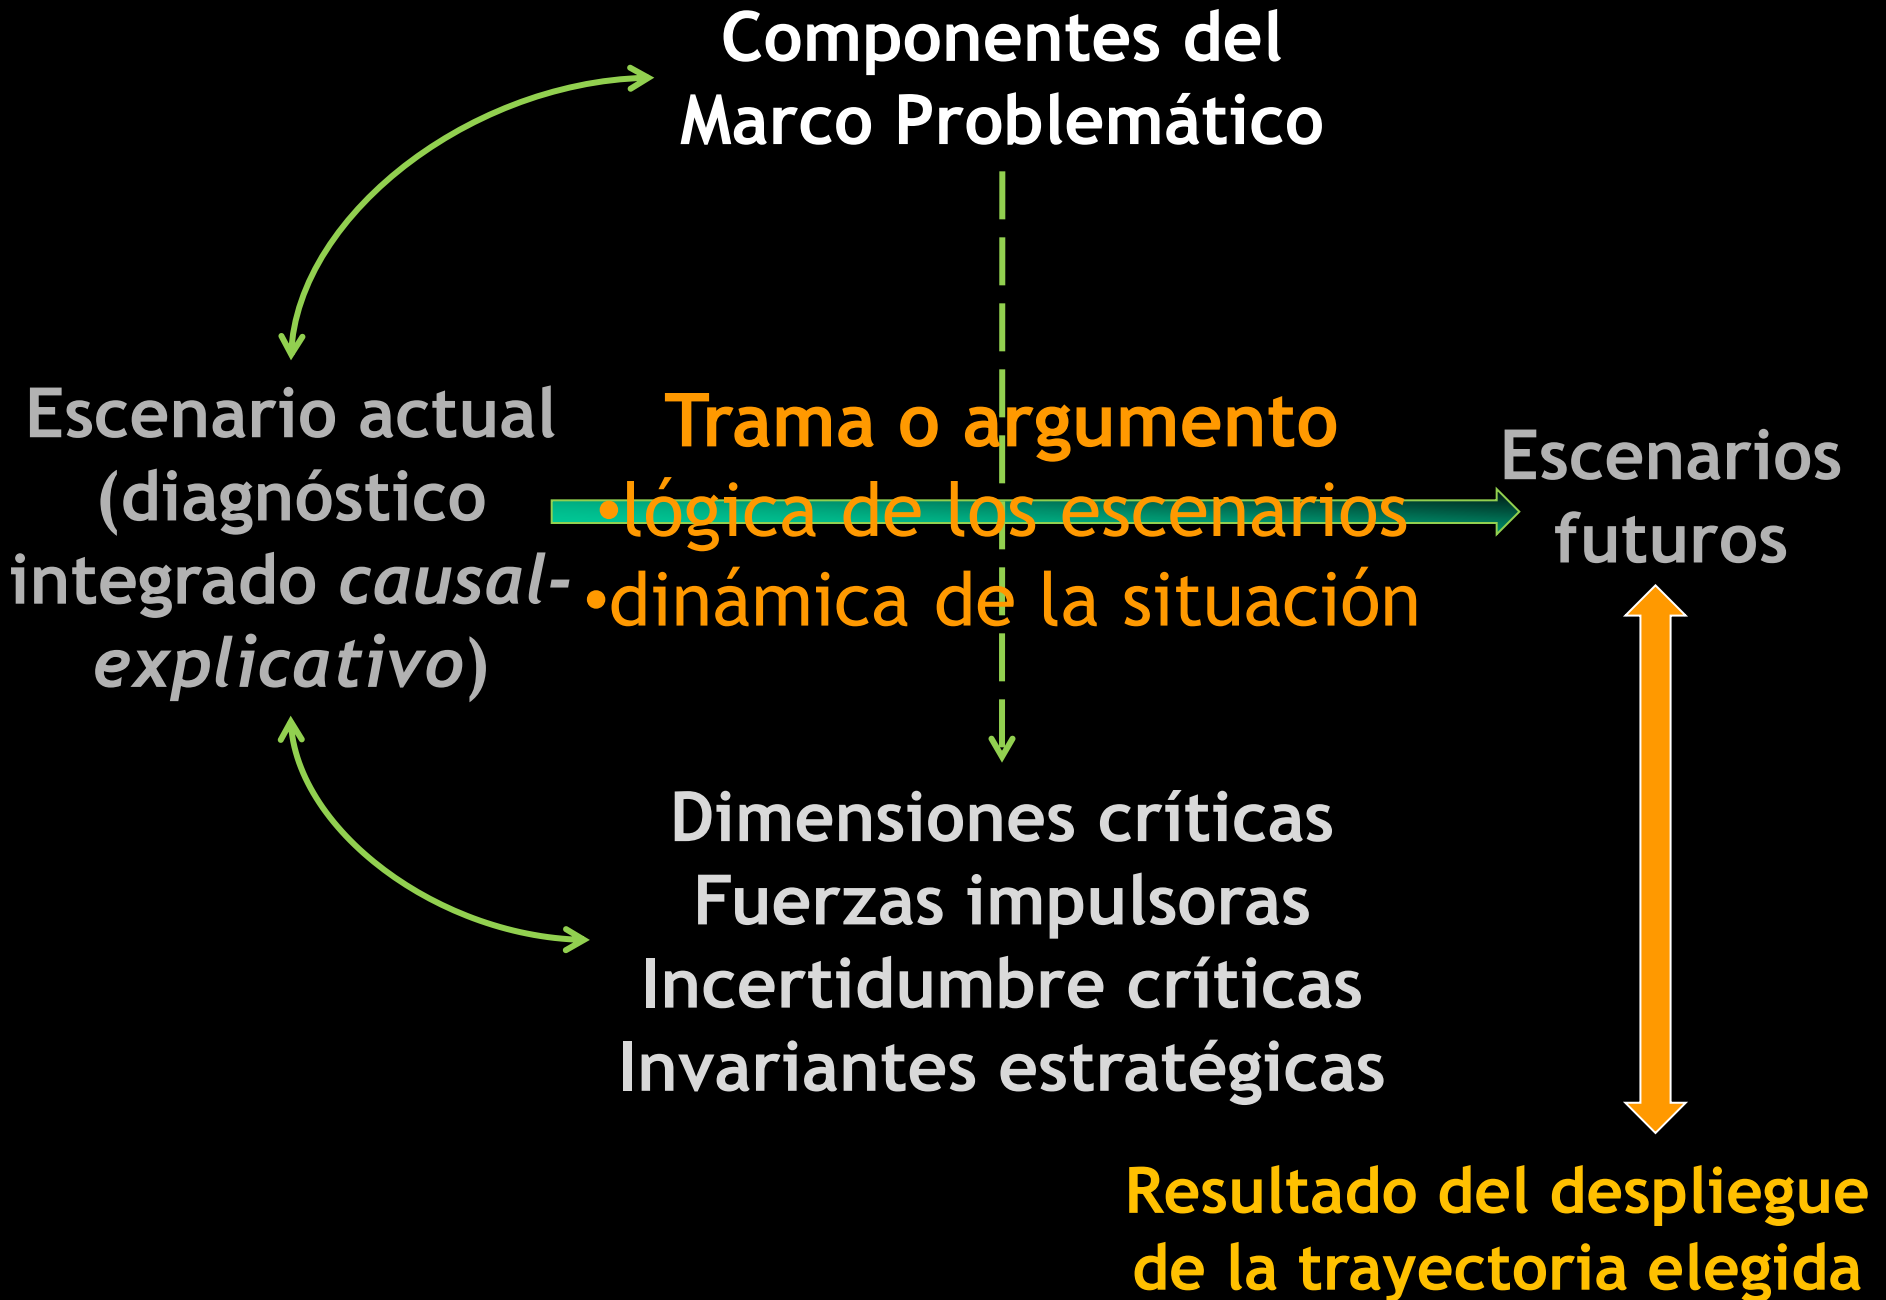 Componentes del
Marco Problemático
Escenario actual
(diagnóstico
integrado causal-
explicativo)
Trama o argumento
•lógica de los escenarios
•dinámica de la situación
Escenarios
futuros
Dimensiones críticas
Fuerzas impulsoras
Incertidumbre críticas
Invariantes estratégicas
Resultado del despliegue
de la trayectoria elegida